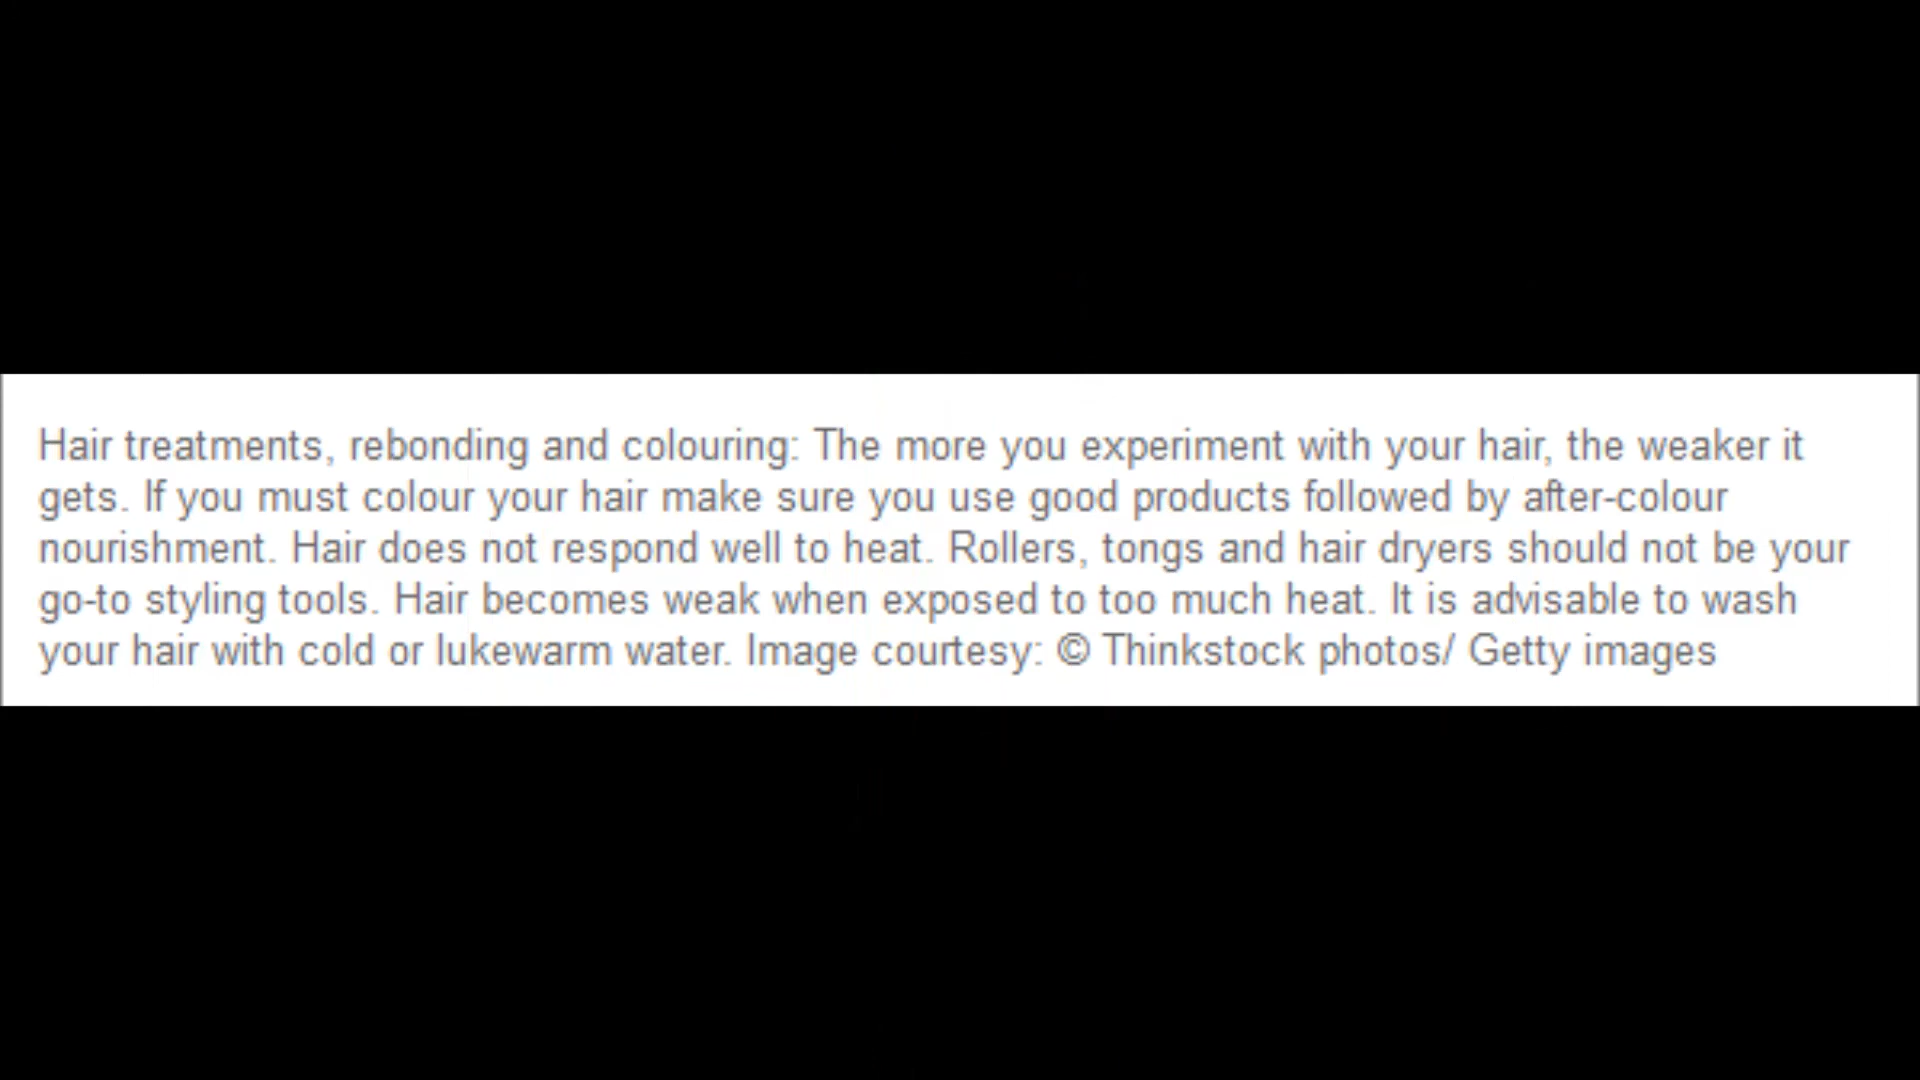 Hair treatments, rebonding and colouring: The more you experiment with your hair, the weaker it
gets. If you must colour your hair make sure you use good products followed by after-colour
nourishment. Hair does not respond well to heat. Rollers, tongs and hair dryers should not be your
go-to styling tools. Hair becomes weak when exposed to too much heat. It is advisable to wash
your hair with cold or lukewarm water. Image courtesy: © Thinkstock photos/ Getty images